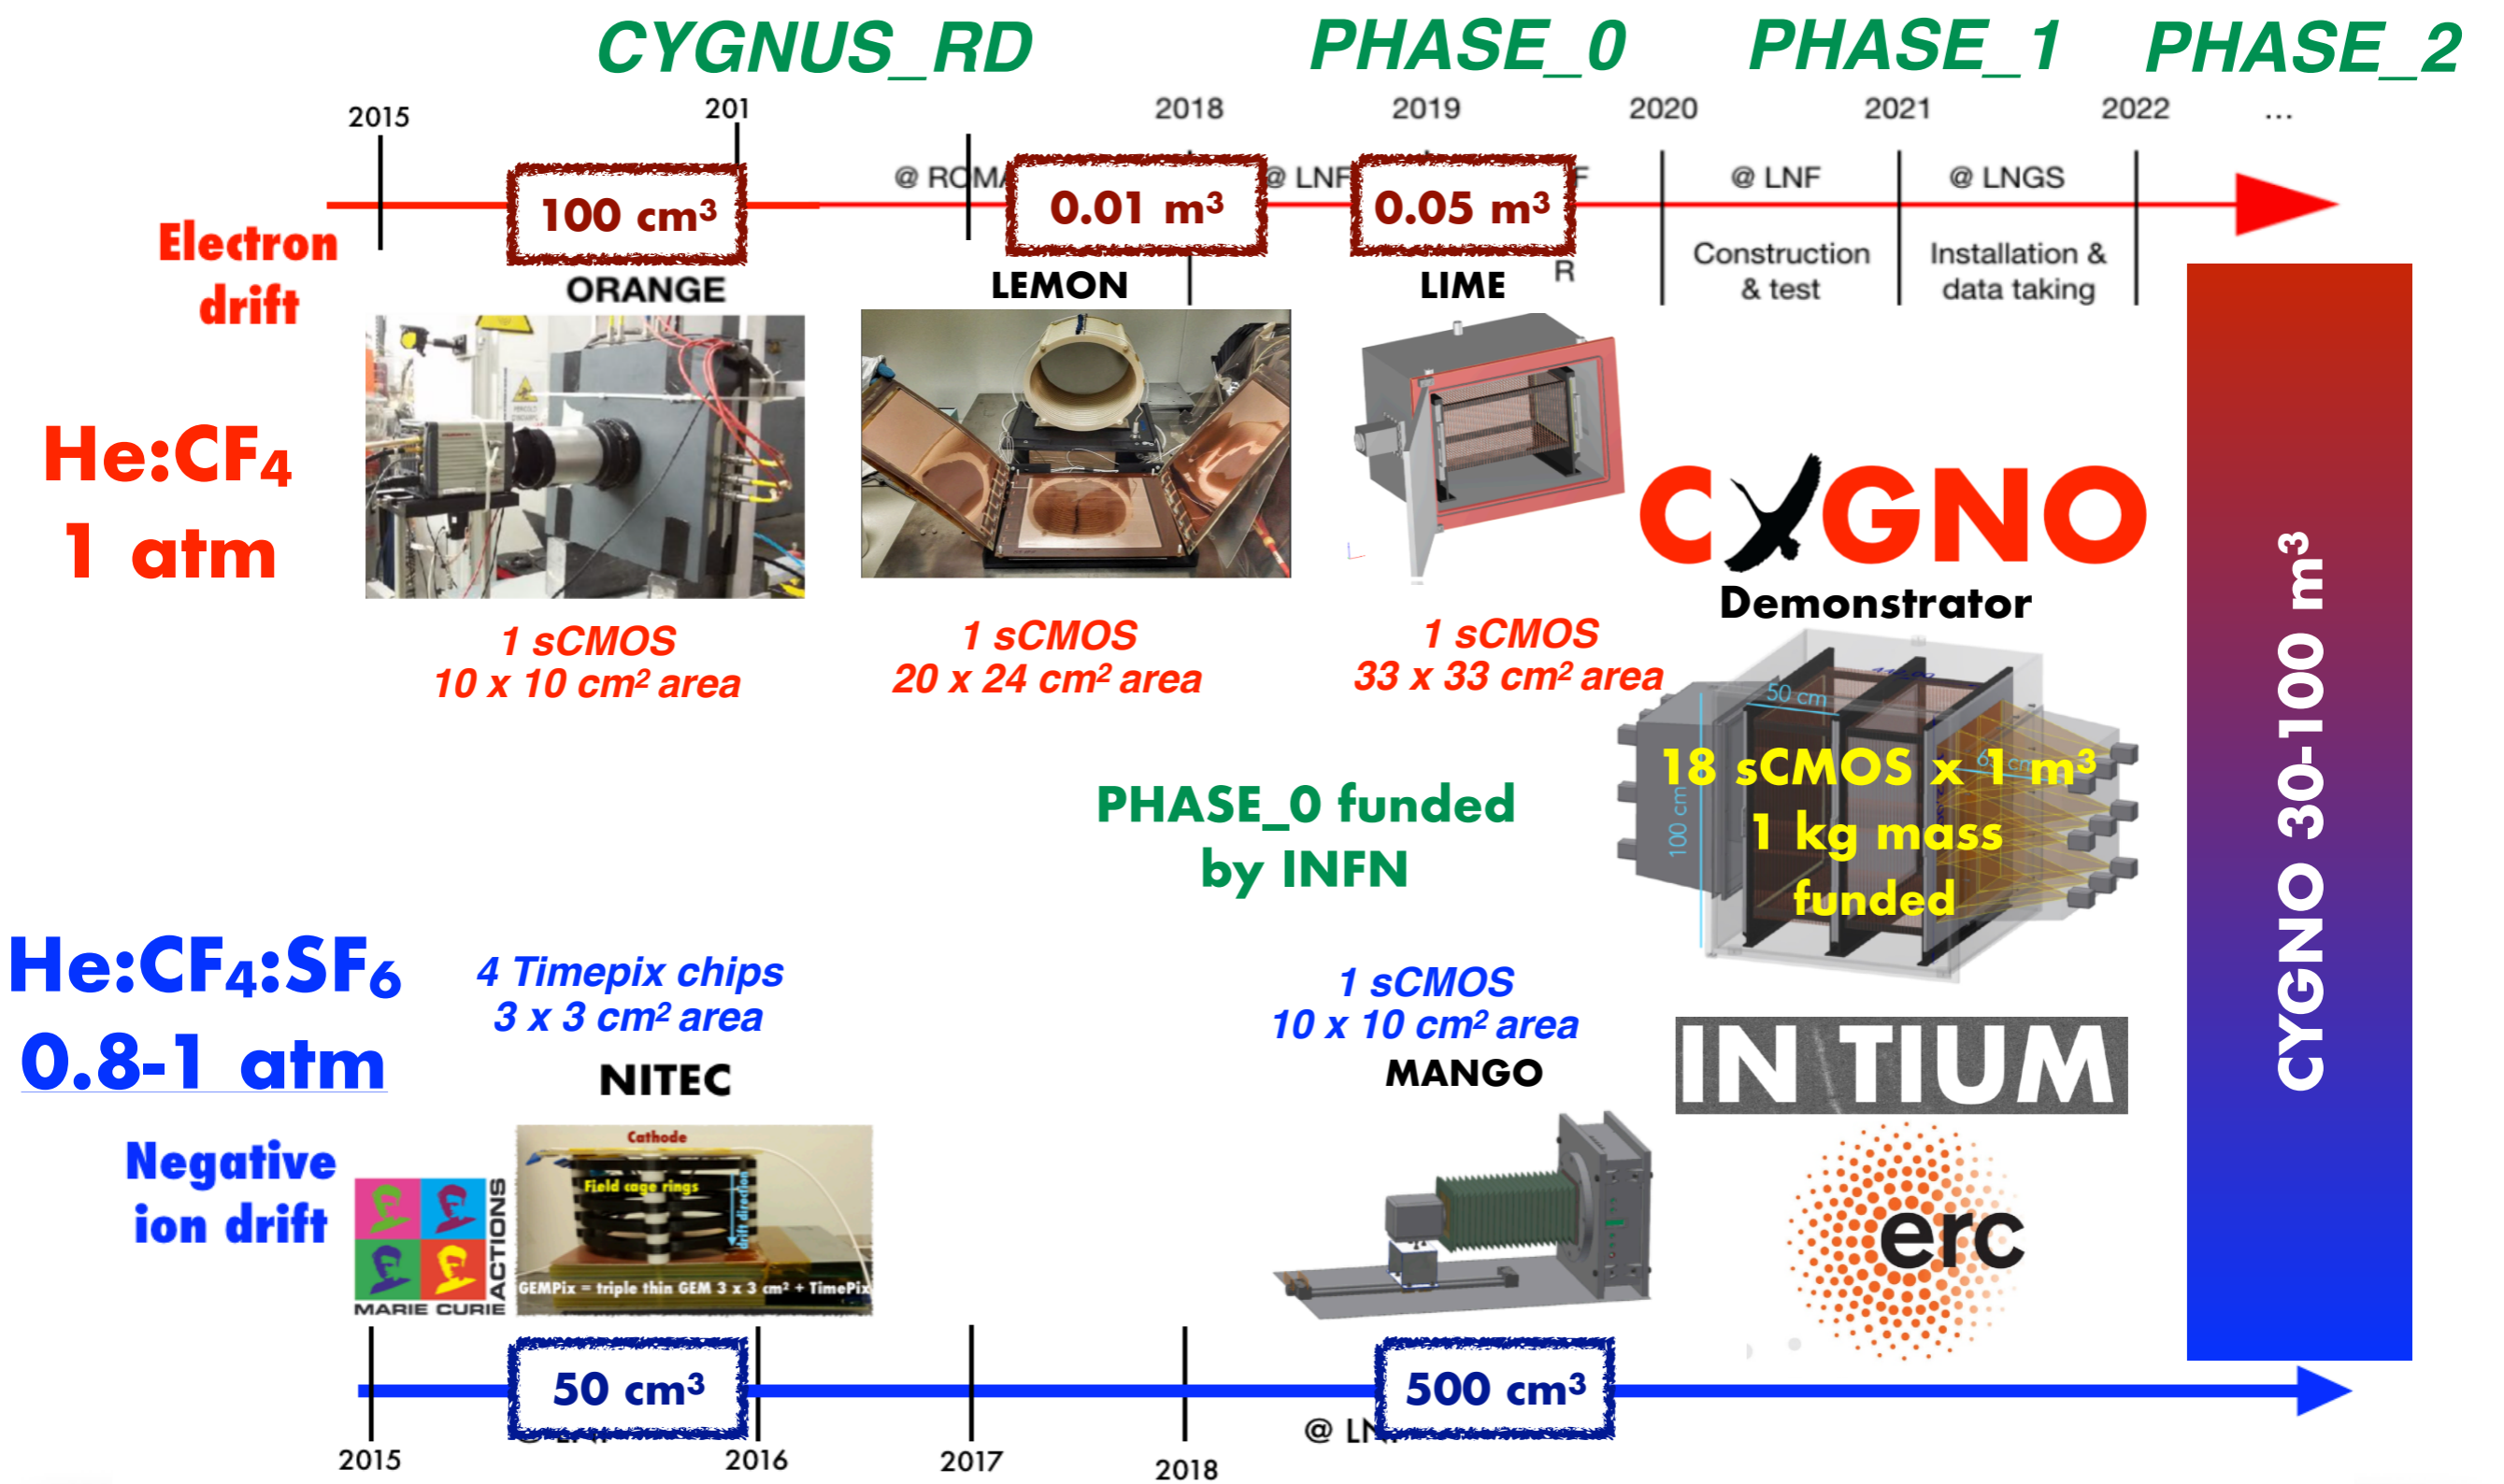 CYGNUS_RD
PHASE_0
PHASE_1
PHASE_2
2015
201
2018
2019
2020
2021
2022
...
@ LNF
@ LNF
@ LNGS
100 cm³
0.01 m³
0.05 m³
F
R
Electron
drift
ORANGE
LEMON
LIME
Construction
& test
Installation &
data taking
He:CF₄
1 atm
CYGNO
Demonstrator
1 sCMOS
10 x 10 cm² area
1 sCMOS
20 x 24 cm² area
1 sCMOS
33 x 33 cm² area
50 cm
100 cm
18 sCMOS x 1 m³
1 kg mass
funded
PHASE_0 funded
by INFN
CYGNO 30-100 m³
He:CF₄:SF₆
0.8-1 atm
4 Timepix chips
3 x 3 cm² area
NITEC
1 sCMOS
10 x 10 cm² area
MANGO
IN TIUM
Negative
ion drift
MARIE CURIE
ACTIONS
Cathode
Field cage rings
drift direction
GEMPix = triple thin GEM 3 x 3 cm² + TimePix
erc
50 cm³
500 cm³
2015
2016
2017
2018